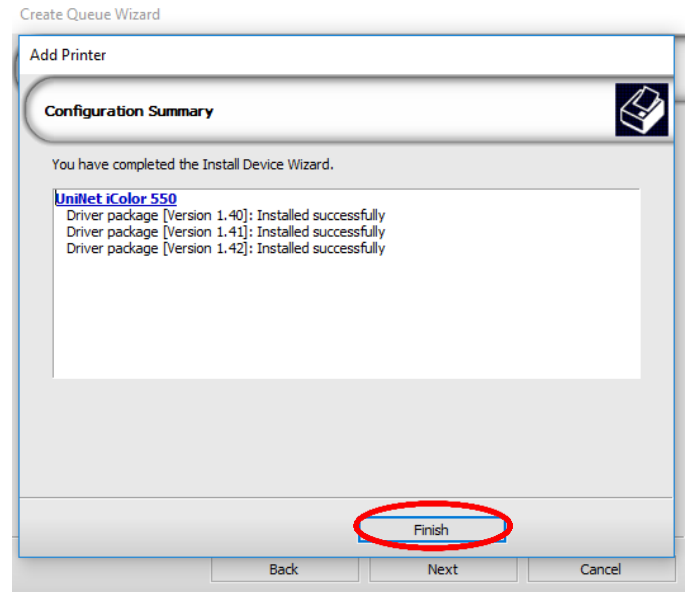 Create Queue Wizard
Add Printer
Configuration Summary
You have completed the Install Device Wizard.
UniNet iColor 550
Driver package [Version 1.40]: Installed successfully
Driver package [Version 1.41]: Installed successfully
Driver package [Version 1.42]: Installed successfully
Finish
Back Next Cancel